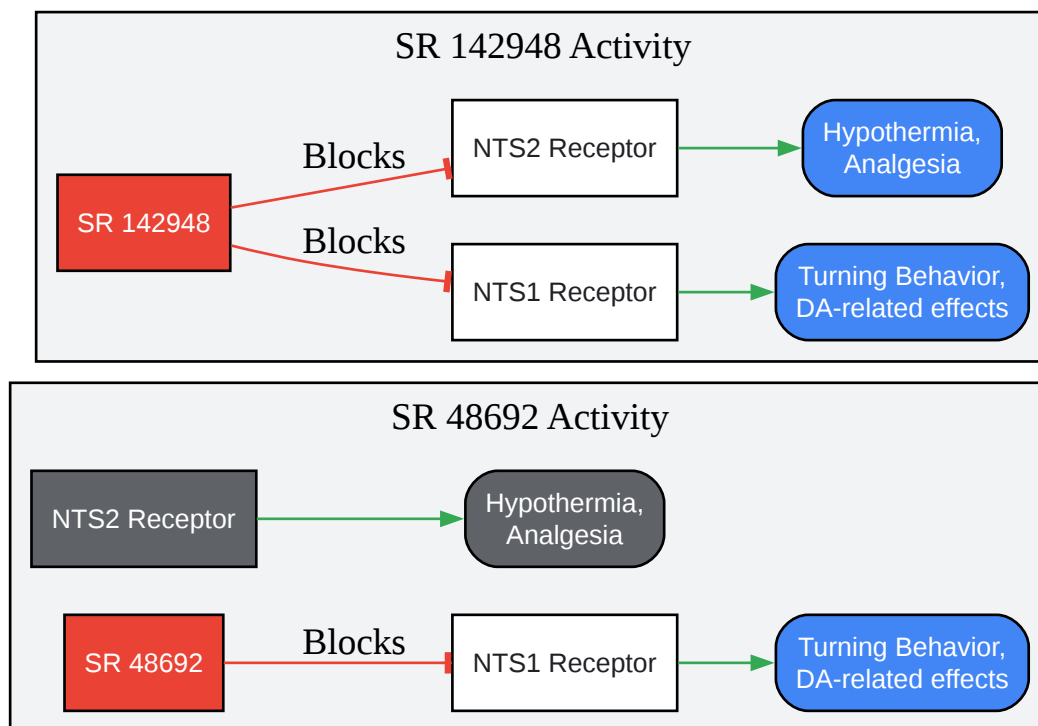 SR 142948 Activity
Blocks
NTS2 Receptor
Hypothermia,
Analgesia
SR 142948
Blocks
NTS1 Receptor
Turning Behavior,
DA-related effects
SR 48692 Activity
NTS2 Receptor
Hypothermia,
Analgesia
SR 48692
Blocks
NTS1 Receptor
Turning Behavior,
DA-related effects